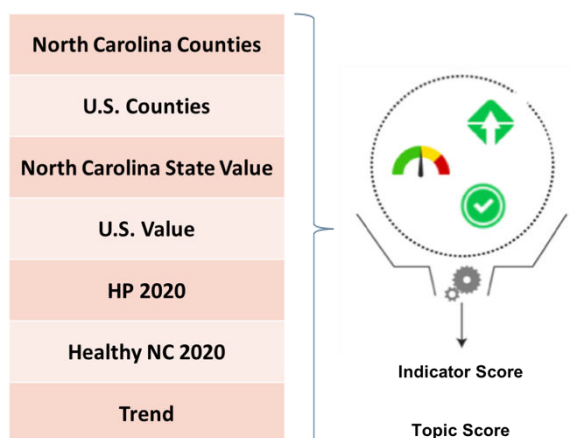 North Carolina Counties
U.S. Counties
North Carolina State Value
U.S. Value
HP 2020
Healthy NC 2020
Trend
Indicator Score
Topic Score